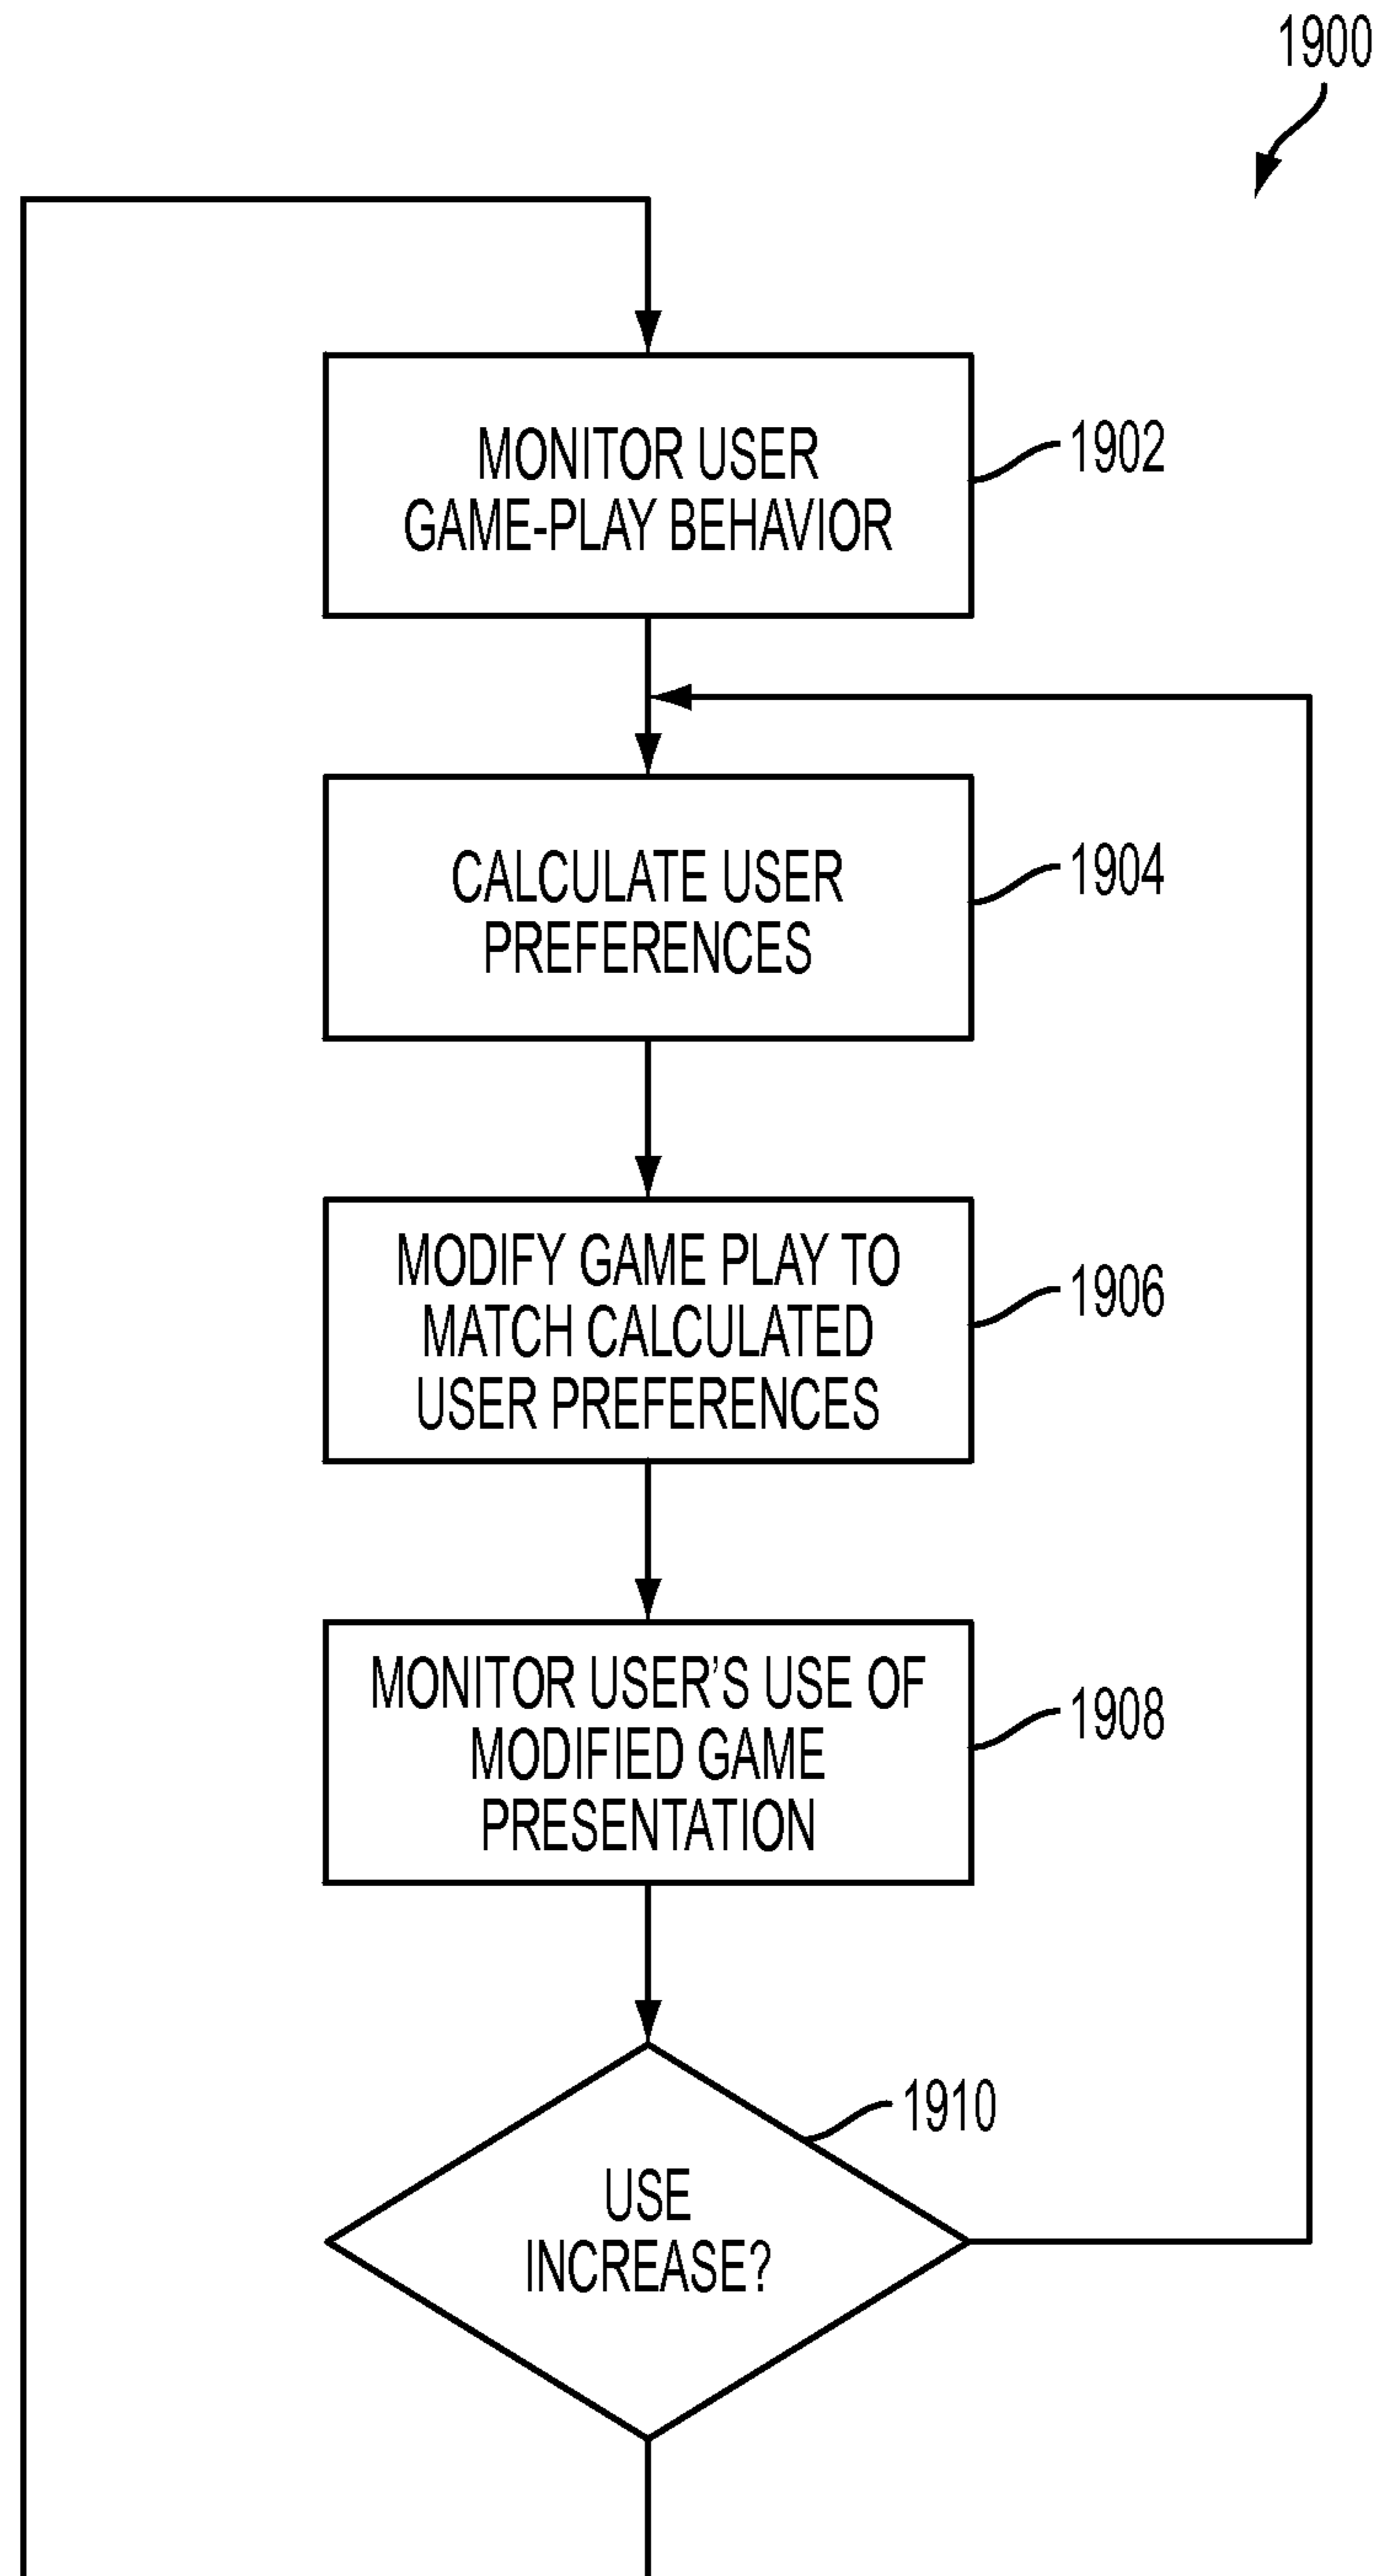 1900
MONITOR USER
GAME-PLAY BEHAVIOR
1902
CALCULATE USER
PREFERENCES
1904
MODIFY GAME PLAY TO
MATCH CALCULATED
USER PREFERENCES
1906
MONITOR USER'S USE OF
MODIFIED GAME
PRESENTATION
1908
1910
USE
INCREASE?